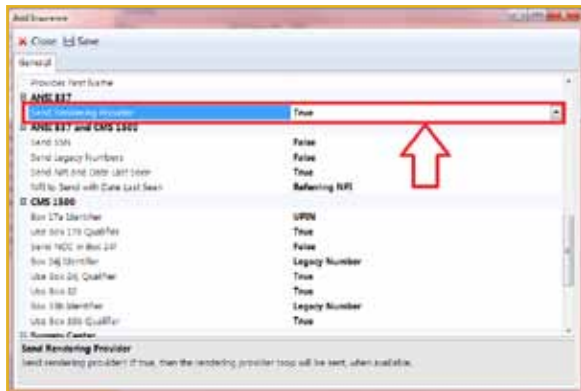 Add Insurance
Close Save
General
Provider First Name
ANSI 837
Send Rendering Provider True
ANSI 837 and CMS 1500
Send SSN False
Send Legacy Numbers False
Send NPI and Date Last Seen True
NPI to Send with Date Last Seen Referring NPI
CMS 1500
Box 17a Identifier UPIN
Use Box 17a Qualifier True
Send NDC in Box 24? False
Box 24j Identifier Legacy Number
Use Box 24j Qualifier True
Use Box 32 True
Box 33b Identifier Legacy Number
Use Box 33b Qualifier True
Surgery Center
Send Rendering Provider
Send rendering provider? If true, then the rendering provider loop will be sent, when available.